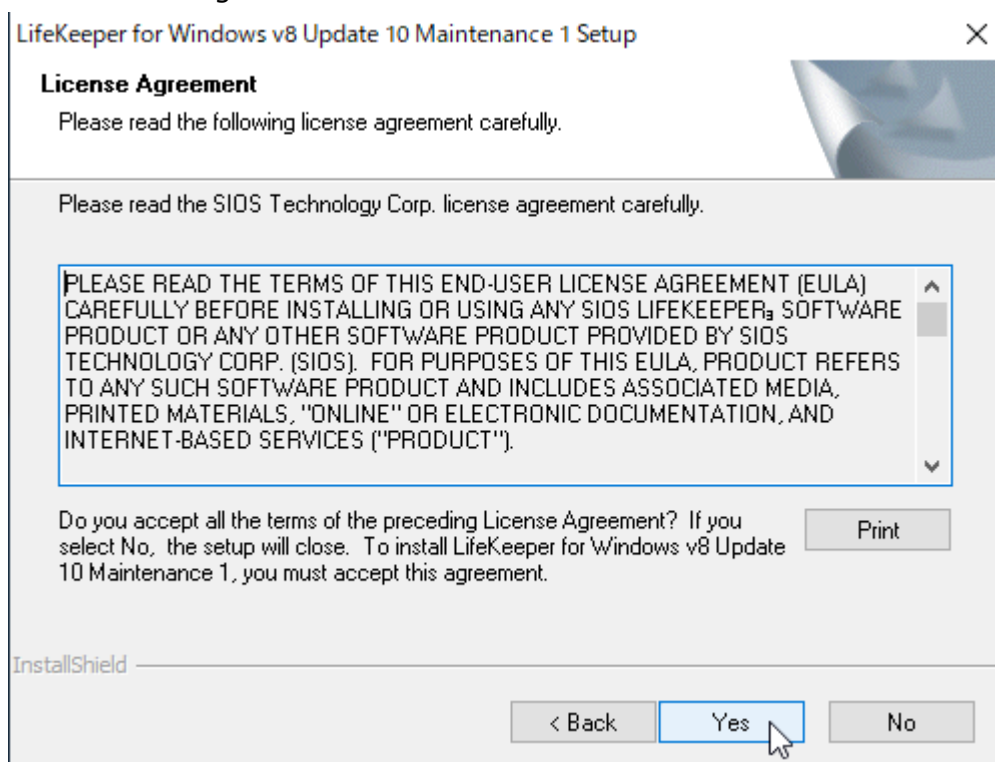 LifeKeeper for Windows v8 Update 10 Maintenance 1 Setup
License Agreement
Please read the following license agreement carefully.
Please read the SIOS Technology Corp. license agreement carefully.
PLEASE READ THE TERMS OF THIS END-USER LICENSE AGREEMENT (EULA)
CAREFULLY BEFORE INSTALLING OR USING ANY SIOS LIFEKEEPERª SOFTWARE
PRODUCT OR ANY OTHER SOFTWARE PRODUCT PROVIDED BY SIOS
TECHNOLOGY CORP. (SIOS).  FOR PURPOSES OF THIS EULA, PRODUCT REFERS
TO ANY SUCH SOFTWARE PRODUCT AND INCLUDES ASSOCIATED MEDIA,
PRINTED MATERIALS, "ONLINE" OR ELECTRONIC DOCUMENTATION, AND
INTERNET-BASED SERVICES ("PRODUCT").
Do you accept all the terms of the preceding License Agreement?  If you
select No,  the setup will close.  To install LifeKeeper for Windows v8 Update
10 Maintenance 1, you must accept this agreement.
Print
InstallShield
< Back
Yes
No